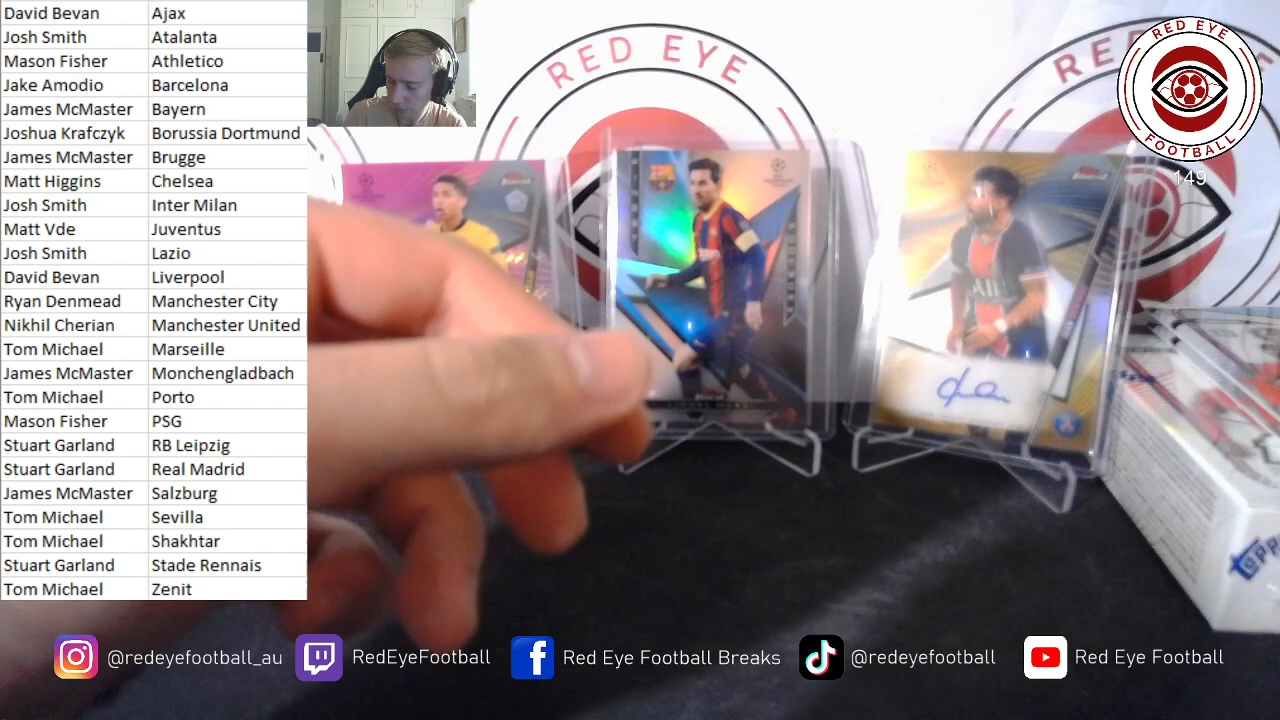 David Bevan Ajax
Josh Smith Atalanta
Mason Fisher Athletico
Jake Amodio Barcelona
James McMaster Bayern
Joshua Krafczyk Borussia Dortmund
James McMaster Brugge
Matt Higgins Chelsea
Josh Smith Inter Milan
Matt Vde Juventus
Josh Smith Lazio
David Bevan Liverpool
Ryan Denmead Manchester City
Nikhil Cherian Manchester United
Tom Michael Marseille
James McMaster Monchengladbach
Tom Michael Porto
Mason Fisher PSG
Stuart Garland RB Leipzig
Stuart Garland Real Madrid
James McMaster Salzburg
Tom Michael Sevilla
Tom Michael Shakhtar
Stuart Garland Stade Rennais
Tom Michael Zenit
RED EYE
RE
RED EYE
FOOTBALL
149
TOPPS
@redeyefootball_au
RedEyeFootball
Red Eye Football Breaks
@redeyefootball
Red Eye Football